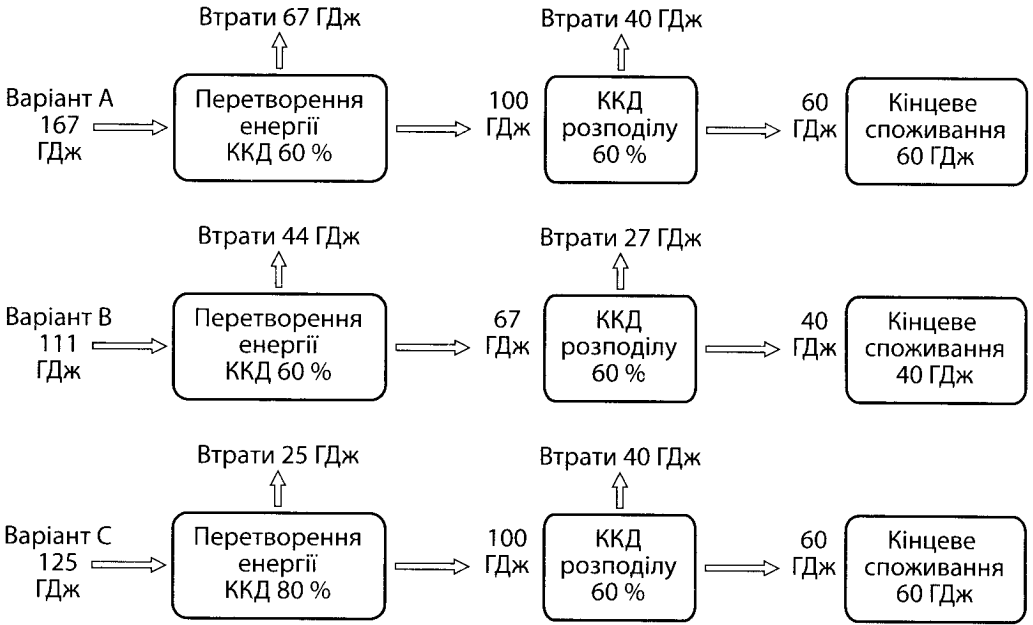 Втрати 67 ГДж
Втрати 40 ГДж
Варіант А
167
ГДж
Перетворення
енергії
ККД 60 %
100
ГДж
ККД
розподілу
60 %
60
ГДж
Кінцеве
споживання
60 ГДж
Втрати 44 ГДж
Втрати 27 ГДж
Варіант В
111
ГДж
Перетворення
енергії
ККД 60 %
67
ГДж
ККД
розподілу
60 %
40
ГДж
Кінцеве
споживання
40 ГДж
Втрати 25 ГДж
Втрати 40 ГДж
Варіант С
125
ГДж
Перетворення
енергії
ККД 80 %
100
ГДж
ККД
розподілу
60 %
60
ГДж
Кінцеве
споживання
60 ГДж